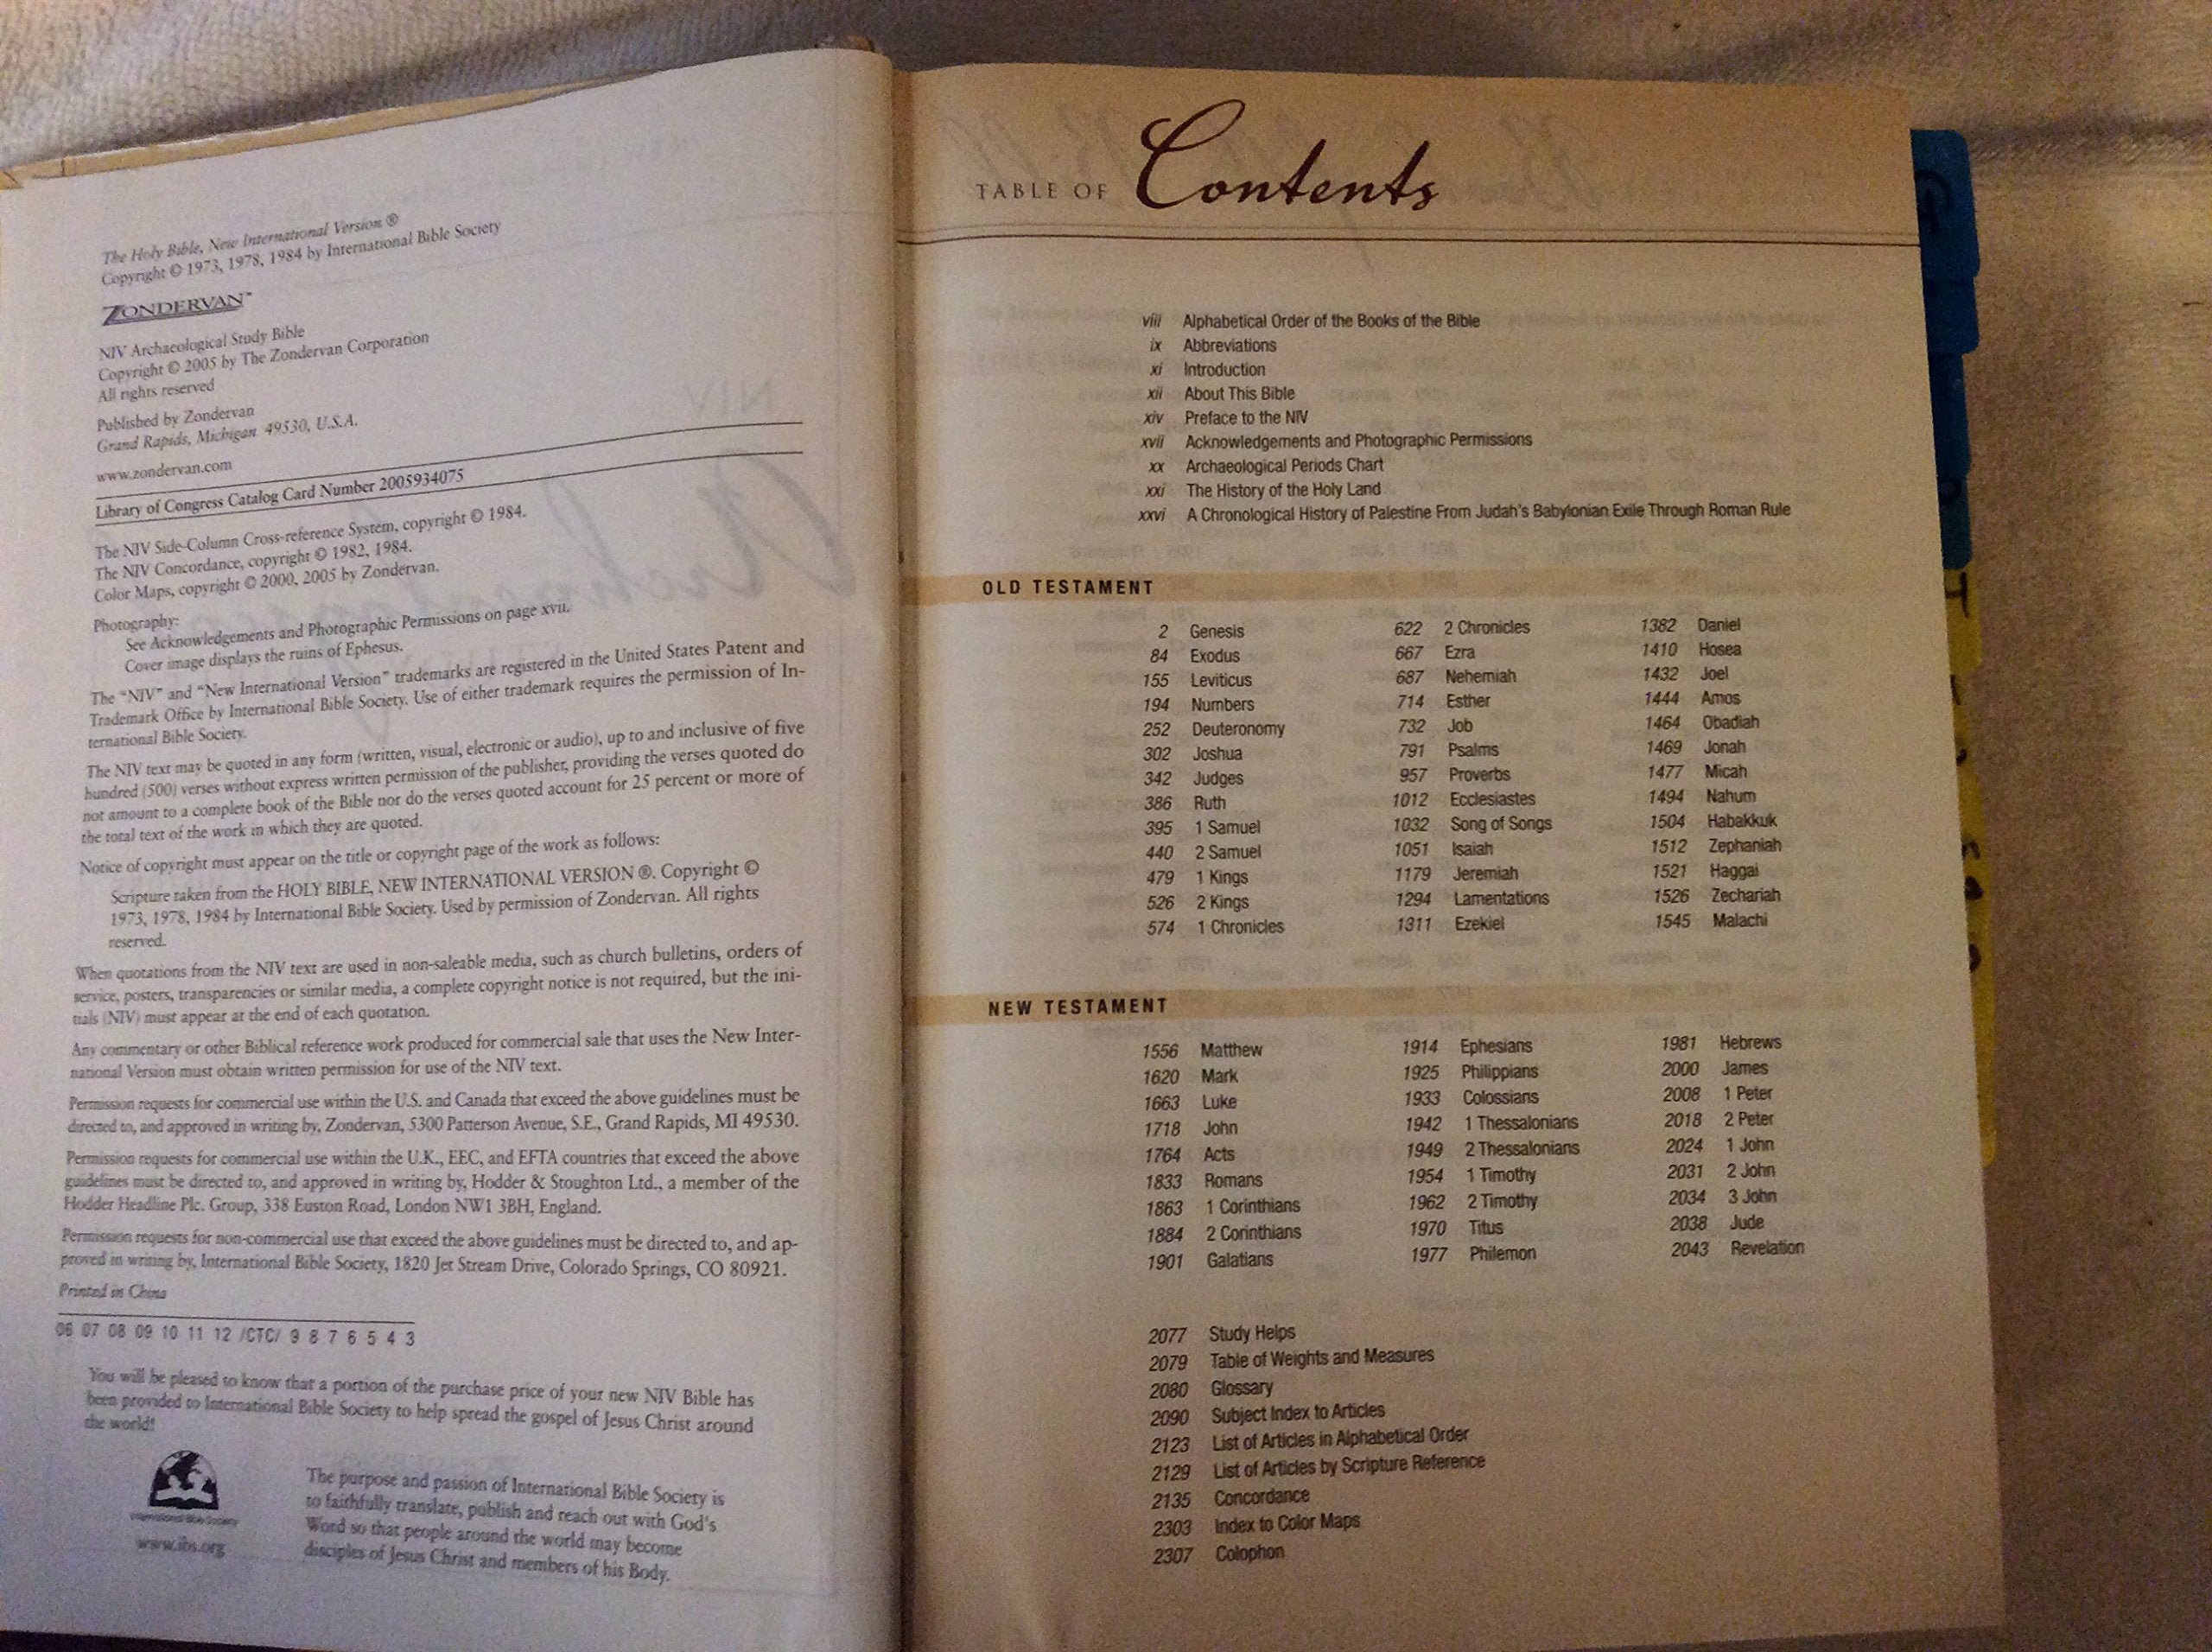 The Holy Bible, New International Version ®
Copyright © 1973, 1978, 1984 by International Bible Society
ZONDERVAN™
NIV Archaeological Study Bible
Copyright © 2005 by The Zondervan Corporation
All rights reserved
Published by Zondervan
Grand Rapids, Michigan 49530, U.S.A.
www.zondervan.com
Library of Congress Catalog Card Number 2005934075
The NIV Side-Column Cross-reference System, copyright © 1984.
The NIV Concordance, copyright © 1982, 1984.
Color Maps, copyright © 2000, 2005 by Zondervan.
Photography:
See Acknowledgements and Photographic Permissions on page xvii.
Cover image displays the ruins of Ephesus.
The “NIV” and “New International Version” trademarks are registered in the United States Patent and
Trademark Office by International Bible Society. Use of either trademark requires the permission of In-
ternational Bible Society.
The NIV text may be quoted in any form (written, visual, electronic or audio), up to and inclusive of five
hundred (500) verses without express written permission of the publisher, providing the verses quoted do
not amount to a complete book of the Bible nor do the verses quoted account for 25 percent or more of
the total text of the work in which they are quoted.
Notice of copyright must appear on the title or copyright page of the work as follows:
Scripture taken from the HOLY BIBLE, NEW INTERNATIONAL VERSION ®. Copyright ©
1973, 1978, 1984 by International Bible Society. Used by permission of Zondervan. All rights
reserved.
When quotations from the NIV text are used in non-saleable media, such as church bulletins, orders of
service, posters, transparencies or similar media, a complete copyright notice is not required, but the ini-
tials (NIV) must appear at the end of each quotation.
Any commentary or other Biblical reference work produced for commercial sale that uses the New Inter-
national Version must obtain written permission for use of the NIV text.
Permission requests for commercial use within the U.S. and Canada that exceed the above guidelines must be
directed to, and approved in writing by, Zondervan, 5300 Patterson Avenue, S.E., Grand Rapids, MI 49530.
Permission requests for commercial use within the U.K., EEC, and EFTA countries that exceed the above
guidelines must be directed to, and approved in writing by, Hodder & Stoughton Ltd., a member of the
Hodder Headline Plc. Group, 338 Euston Road, London NW1 3BH, England.
Permission requests for non-commercial use that exceed the above guidelines must be directed to, and ap-
proved in writing by, International Bible Society, 1820 Jet Stream Drive, Colorado Springs, CO 80921.
Printed in China
06 07 08 09 10 11 12 /CTC/ 9 8 7 6 5 4 3
You will be pleased to know that a portion of the purchase price of your new NIV Bible has
been provided to International Bible Society to help spread the gospel of Jesus Christ around
the world!
International Bible Society
www.ibs.org
The purpose and passion of International Bible Society is
to faithfully translate, publish and reach out with God's
Word so that people around the world may become
disciples of Jesus Christ and members of his Body.
TABLE OF Contents
viii Alphabetical Order of the Books of the Bible
ix Abbreviations
xi Introduction
xii About This Bible
xiv Preface to the NIV
xvii Acknowledgements and Photographic Permissions
xx Archaeological Periods Chart
xxi The History of the Holy Land
xxvi A Chronological History of Palestine From Judah's Babylonian Exile Through Roman Rule
OLD TESTAMENT
2 Genesis
84 Exodus
155 Leviticus
194 Numbers
252 Deuteronomy
302 Joshua
342 Judges
386 Ruth
395 1 Samuel
440 2 Samuel
479 1 Kings
526 2 Kings
574 1 Chronicles
622 2 Chronicles
667 Ezra
687 Nehemiah
714 Esther
732 Job
791 Psalms
957 Proverbs
1012 Ecclesiastes
1032 Song of Songs
1051 Isaiah
1179 Jeremiah
1294 Lamentations
1311 Ezekiel
1382 Daniel
1410 Hosea
1432 Joel
1444 Amos
1464 Obadiah
1469 Jonah
1477 Micah
1494 Nahum
1504 Habakkuk
1512 Zephaniah
1521 Haggai
1526 Zechariah
1545 Malachi
NEW TESTAMENT
1556 Matthew
1620 Mark
1663 Luke
1718 John
1764 Acts
1833 Romans
1863 1 Corinthians
1884 2 Corinthians
1901 Galatians
1914 Ephesians
1925 Philippians
1933 Colossians
1942 1 Thessalonians
1949 2 Thessalonians
1954 1 Timothy
1962 2 Timothy
1970 Titus
1977 Philemon
1981 Hebrews
2000 James
2008 1 Peter
2018 2 Peter
2024 1 John
2031 2 John
2034 3 John
2038 Jude
2043 Revelation
2077 Study Helps
2079 Table of Weights and Measures
2080 Glossary
2090 Subject Index to Articles
2123 List of Articles in Alphabetical Order
2129 List of Articles by Scripture Reference
2135 Concordance
2303 Index to Color Maps
2307 Colophon